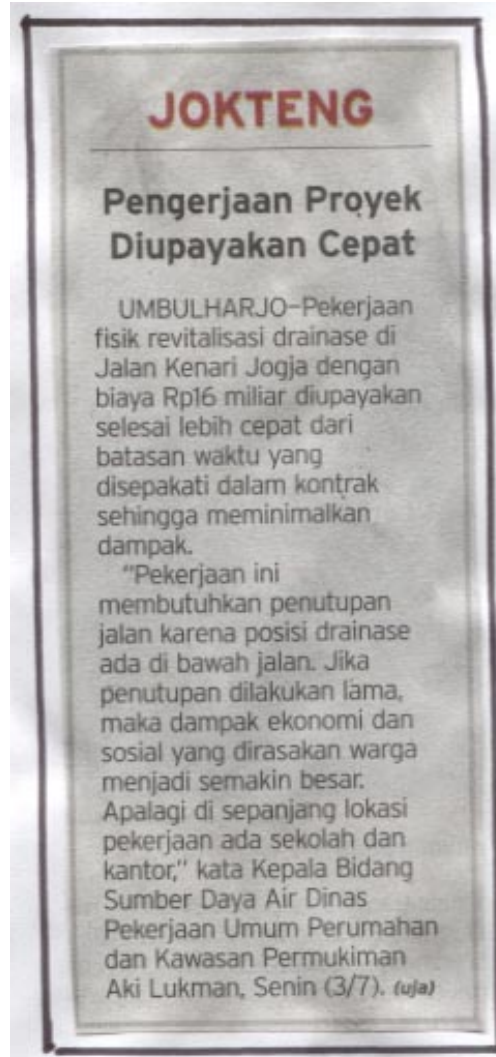 JOKTENG
Pengerjaan Proyek
Diupayakan Cepat
UMBULHARJO–Pekerjaan
fisik revitalisasi drainase di
Jalan Kenari Jogja dengan
biaya Rp16 miliar diupayakan
selesai lebih cepat dari
batasan waktu yang
disepakati dalam kontrak
sehingga meminimalkan
dampak.
"Pekerjaan ini
membutuhkan penutupan
jalan karena posisi drainase
ada di bawah jalan. Jika
penutupan dilakukan lama,
maka dampak ekonomi dan
sosial yang dirasakan warga
menjadi semakin besar.
Apalagi di sepanjang lokasi
pekerjaan ada sekolah dan
kantor," kata Kepala Bidang
Sumber Daya Air Dinas
Pekerjaan Umum Perumahan
dan Kawasan Permukiman
Aki Lukman, Senin (3/7). (uja)